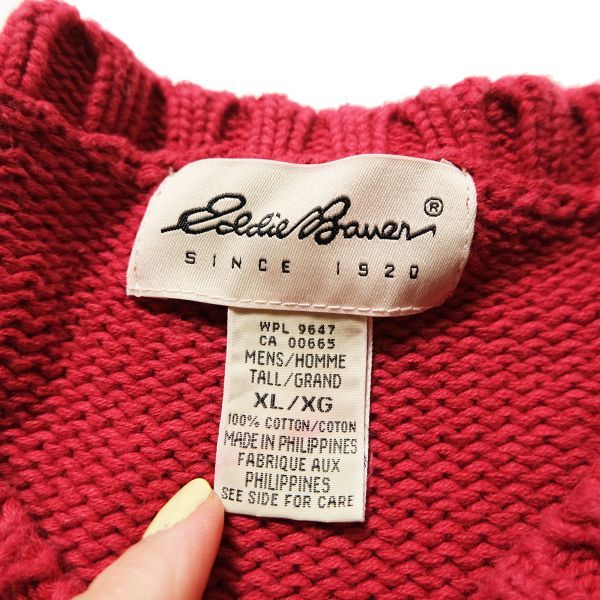 Eddie Bauer®
SINCE 1920
WPL 9647
CA 00665
MENS/HOMME
TALL/GRAND
XL/XG
100% COTTON/COTON
MADE IN PHILIPPINES
FABRIQUE AUX
PHILIPPINES
SEE SIDE FOR CARE